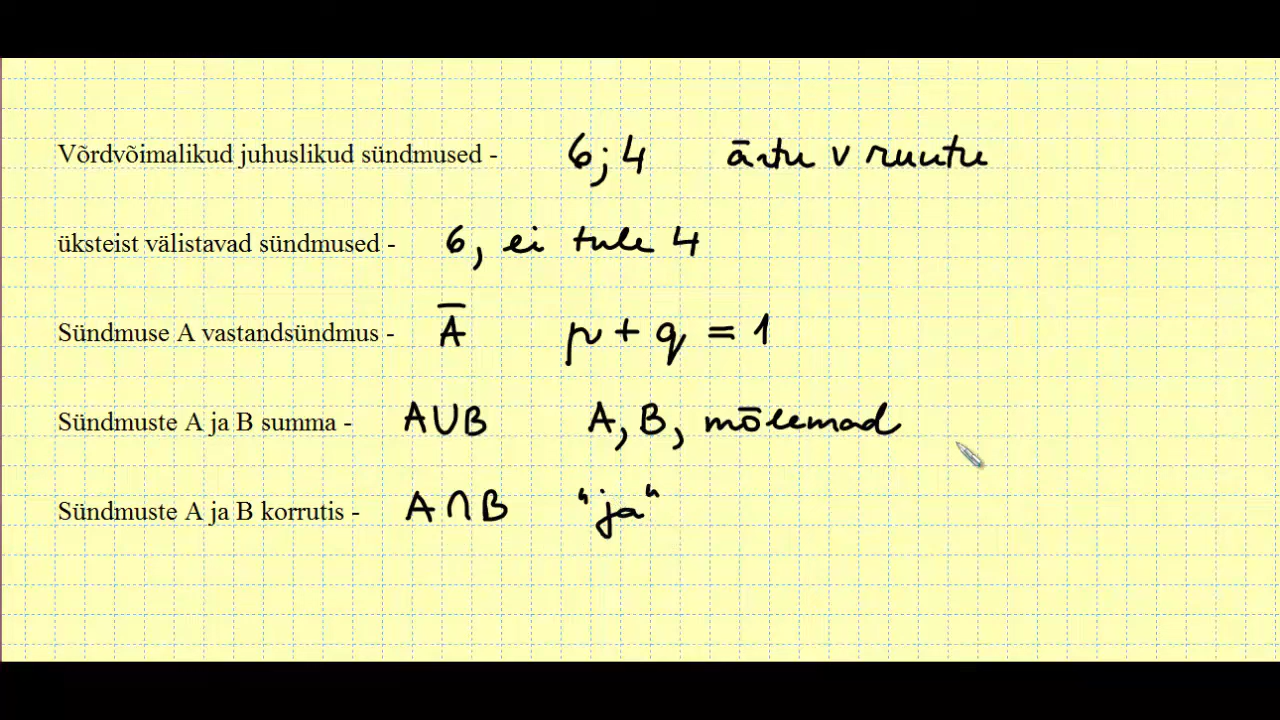 Võrdvõimalikud juhuslikud sündmused - 6; 4 ärtu v ruutu
üksteist välistavad sündmused - 6, ei tule 4
Sündmuse A vastandsündmus - A̅ p + q = 1
Sündmuste A ja B summa - A∪B A, B, mõlemad
Sündmuste A ja B korrutis - A∩B "ja"